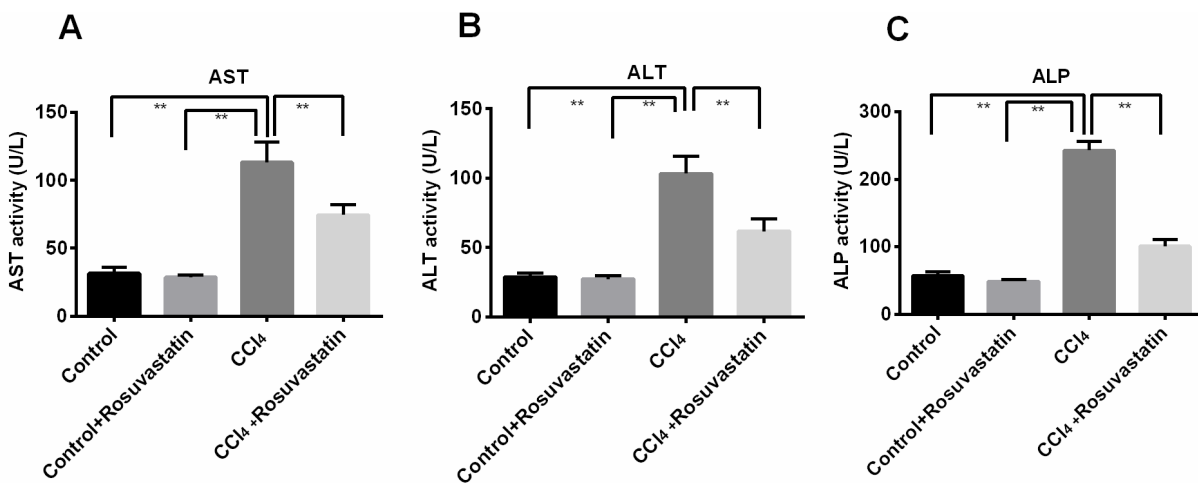 A
AST
AST activity (U/L)
150
100
50
0
**
**
**
Control
Control+Rosuvastatin
CCl₄
CCl₄ +Rosuvastatin
B
ALT
ALT activity (U/L)
150
100
50
0
**
**
**
Control
Control+Rosuvastatin
CCl₄
CCl₄ +Rosuvastatin
C
ALP
ALP activity (U/L)
300
200
100
0
**
**
**
Control
Control+Rosuvastatin
CCl₄
CCl₄ +Rosuvastatin